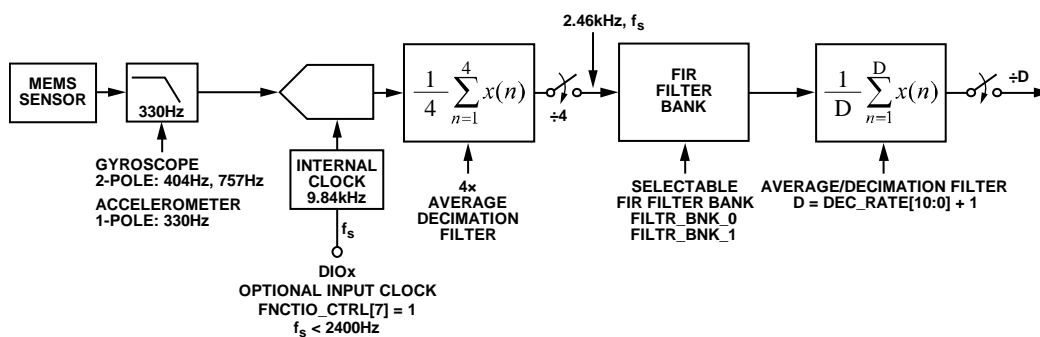 2.46kHz, fs
MEMS
SENSOR
330Hz
1/4 4 ∑ n=1 x(n)
÷4
FIR
FILTER
BANK
1/D D ∑ n=1 x(n)
÷D
GYROSCOPE
2-POLE: 404Hz, 757Hz
ACCELEROMETER
1-POLE: 330Hz
INTERNAL
CLOCK
9.84kHz
fs
DIOx
OPTIONAL INPUT CLOCK
FNCTIO_CTRL[7] = 1
fs < 2400Hz
4×
AVERAGE
DECIMATION
FILTER
SELECTABLE
FIR FILTER BANK
FILTR_BNK_0
FILTR_BNK_1
AVERAGE/DECIMATION FILTER
D = DEC_RATE[10:0] + 1